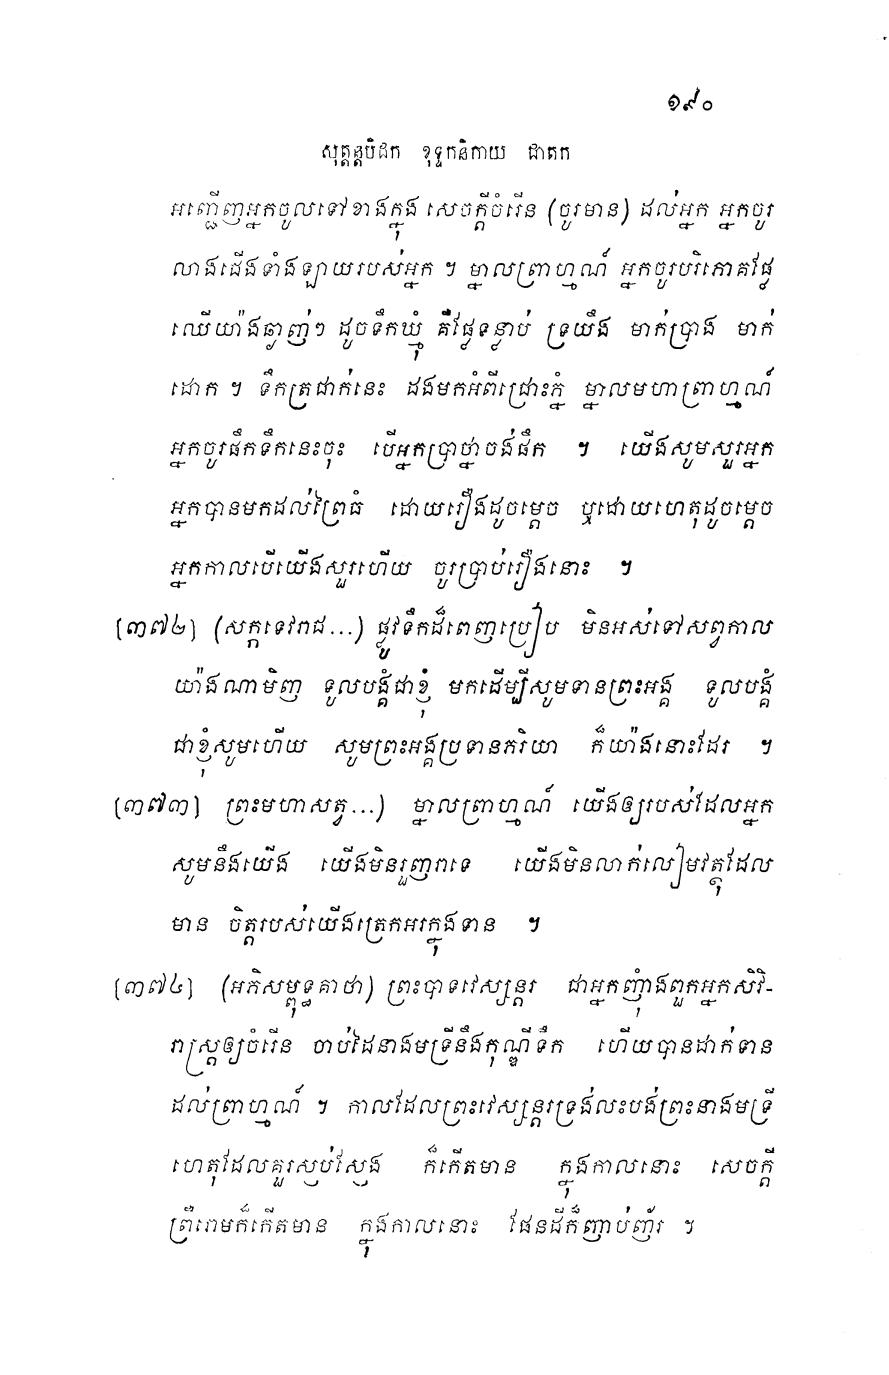 ១៩០
សុត្តន្តបិដក ខុទ្ទកនិកាយ ជាតក
អញ្ជើញអ្នកចូលទៅខាងក្នុង សេចក្តីចំរើន (ចូរមាន) ដល់អ្នក អ្នកចូរ
លាងជើងទាំងឡាយរបស់អ្នក ។ ម្នាលព្រាហ្មណ៍ អ្នកចូរបរិភោគផ្លែ
ឈើយ៉ាងឆ្ងាញ់ៗ ដូចទឹកឃ្មុំ គឺផ្លែទន្លាប់ ទ្រយឹង មាក់ប្រាង មាក់
ដោក ។ ទឹកត្រជាក់នេះ ដងមកអំពីជ្រោះភ្នំ ម្នាលមហាព្រាហ្មណ៍
អ្នកចូរផឹកទឹកនេះចុះ បើអ្នកប្រាថ្នាចង់ផឹក ។ យើងសូមសួរអ្នក
អ្នកបានមកដល់ព្រៃធំ ដោយរឿងដូចម្តេច ឬដោយហេតុដូចម្តេច
អ្នកកាលបើយើងសួរហើយ ចូរប្រាប់រឿងនោះ ។
[៣៧២] (សក្កទេវរាជ...) ផ្លូវទឹកដ៏ពេញប្រៀប មិនអស់ទៅសព្វកាល
យ៉ាងណាមិញ ទូលបង្គំជាខ្ញុំ មកដើម្បីសូមទានព្រះអង្គ ទូលបង្គំ
ជាខ្ញុំសូមហើយ សូមព្រះអង្គប្រទានភរិយា ក៏យ៉ាងនោះដែរ ។
[៣៧៣] ព្រះមហាសត្វ...) ម្នាលព្រាហ្មណ៍ យើងឲ្យរបស់ដែលអ្នក
សូមនឹងយើង យើងមិនរួញរាទេ យើងមិនលាក់លៀមវត្ថុដែល
មាន ចិត្តរបស់យើងត្រេកអរក្នុងទាន ។
[៣៧៤] (អភិសម្ពុទ្ធគាថា) ព្រះបាទវេស្សន្តរ ជាអ្នកញុំាងពួកអ្នកសិវិ-
រាស្ត្រឲ្យចំរើន ចាប់ដៃនាងមទ្រីនឹងកុណ្ឌីទឹក ហើយបានដាក់ទាន
ដល់ព្រាហ្មណ៍ ។ កាលដែលព្រះវេស្សន្តរទ្រង់លះបង់ព្រះនាងមទ្រី
ហេតុដែលគួរស្ញប់ស្ញែង ក៏កើតមាន ក្នុងកាលនោះ សេចក្តី
ព្រឺរោមក៏កើតមាន ក្នុងកាលនោះ ផែនដីក៏ញាប់ញ័រ ។